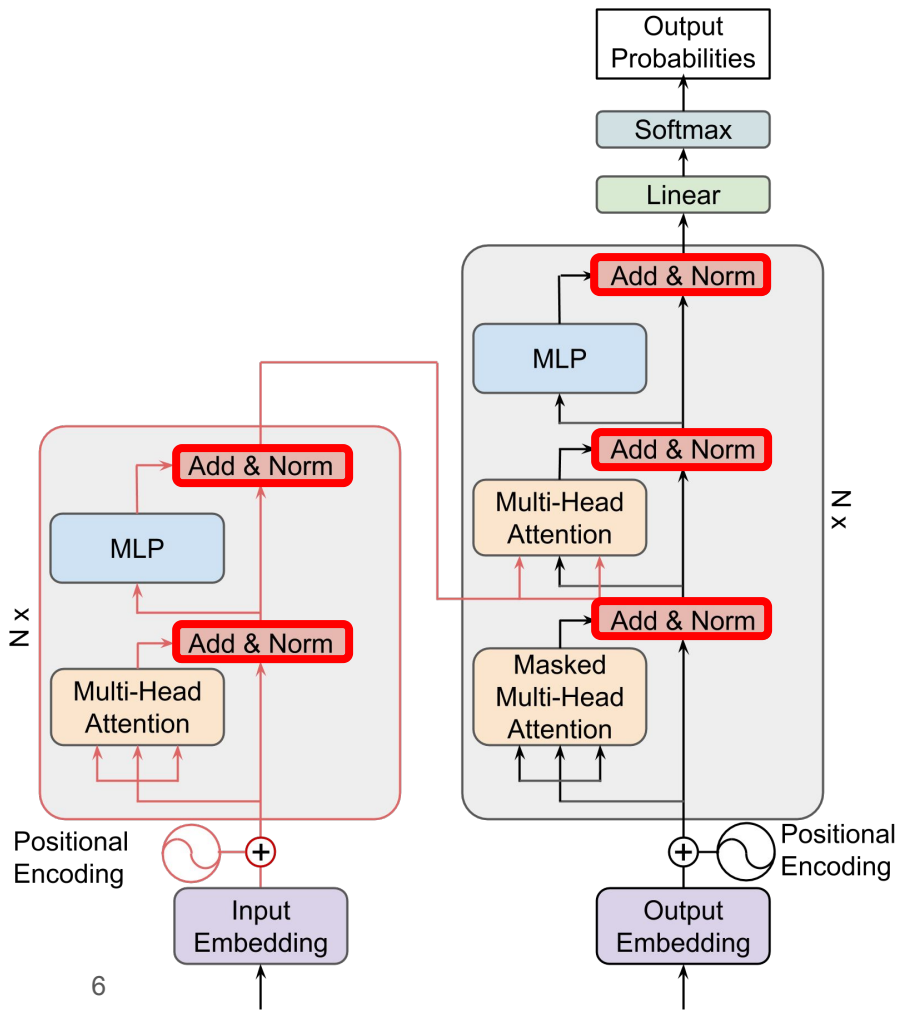 Output
Probabilities
Softmax
Linear
Add & Norm
MLP
Add & Norm
Multi-Head
Attention
N x
Add & Norm
Masked
Multi-Head
Attention
Positional
Encoding
+
Output
Embedding
Add & Norm
MLP
N x
Add & Norm
Multi-Head
Attention
Positional
Encoding
+
Input
Embedding
6